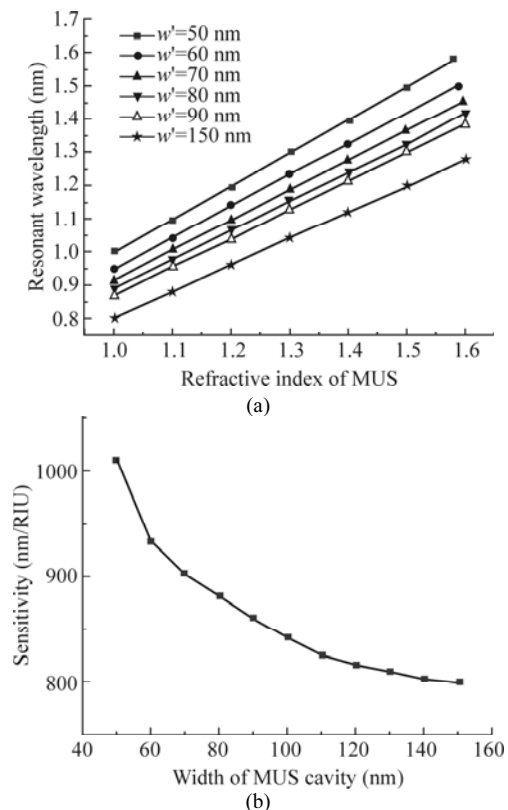 w'=50 nm
w'=60 nm
w'=70 nm
w'=80 nm
w'=90 nm
w'=150 nm
Resonant wavelength (nm)
1.7
1.6
1.5
1.4
1.3
1.2
1.1
1.0
0.9
0.8
1.0 1.1 1.2 1.3 1.4 1.5 1.6
Refractive index of MUS
(a)
Sensitivity (nm/RIU)
1000
900
800
40 60 80 100 120 140 160
Width of MUS cavity (nm)
(b)